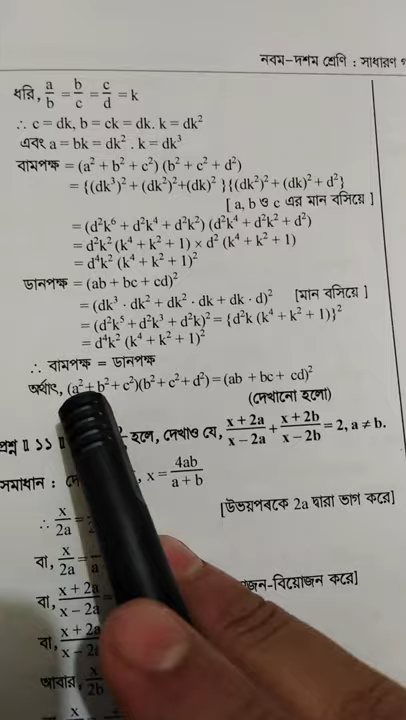 নবম-দশম শ্রেণি : সাধারণ
ধরি, a/b = b/c = c/d = k
∴ c = dk, b = ck = dk. k = dk²
এবং a = bk = dk² . k = dk³
বামপক্ষ = (a² + b² + c²) (b² + c² + d²)
= {(dk³)² + (dk²)²+(dk)² }{(dk²)² + (dk)² + d²}
[ a, b ও c এর মান বসিয়ে ]
= (d²k⁶ + d²k⁴ + d²k²) (d²k⁴ + d²k² + d²)
= d²k² (k⁴ + k² + 1) × d² (k⁴ + k² + 1)
= d⁴k² (k⁴ + k² + 1)²
ডানপক্ষ = (ab + bc + cd)²
= (dk³ · dk² + dk² · dk + dk · d)² [মান বসিয়ে ]
= (d²k⁵ + d²k³ + d²k)² = {d²k (k⁴ + k² + 1)}²
= d⁴k² (k⁴ + k² + 1)²
∴ বামপক্ষ = ডানপক্ষ
অর্থাৎ, (a² + b² + c²)(b² + c² + d²) = (ab + bc + cd)²
(দেখানো হলো)
প্রশ্ন ॥ ১১ ॥ হলে, দেখাও যে, (x + 2a)/(x − 2a) + (x + 2b)/(x − 2b) = 2, a ≠ b.
সমাধান : x = 4ab/(a + b)
∴ x/2a = [উভয়পক্ষকে 2a দ্বারা ভাগ করে]
বা, x/2a =
বা, (x + 2a)/(x − 2a) = বিয়োজন করে]
বা,
আবার, x/2b
বা,